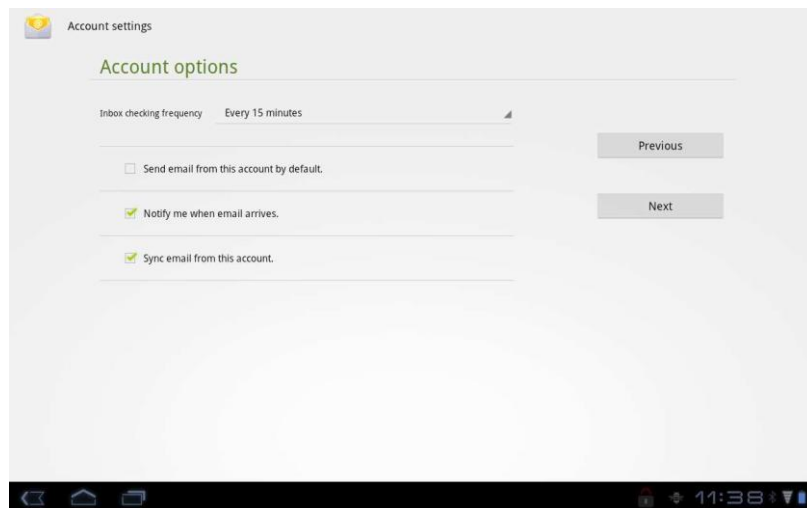 Account settings
Account options
Inbox checking frequency Every 15 minutes
Previous
Send email from this account by default.
Next
Notify me when email arrives.
Sync email from this account.
11:38